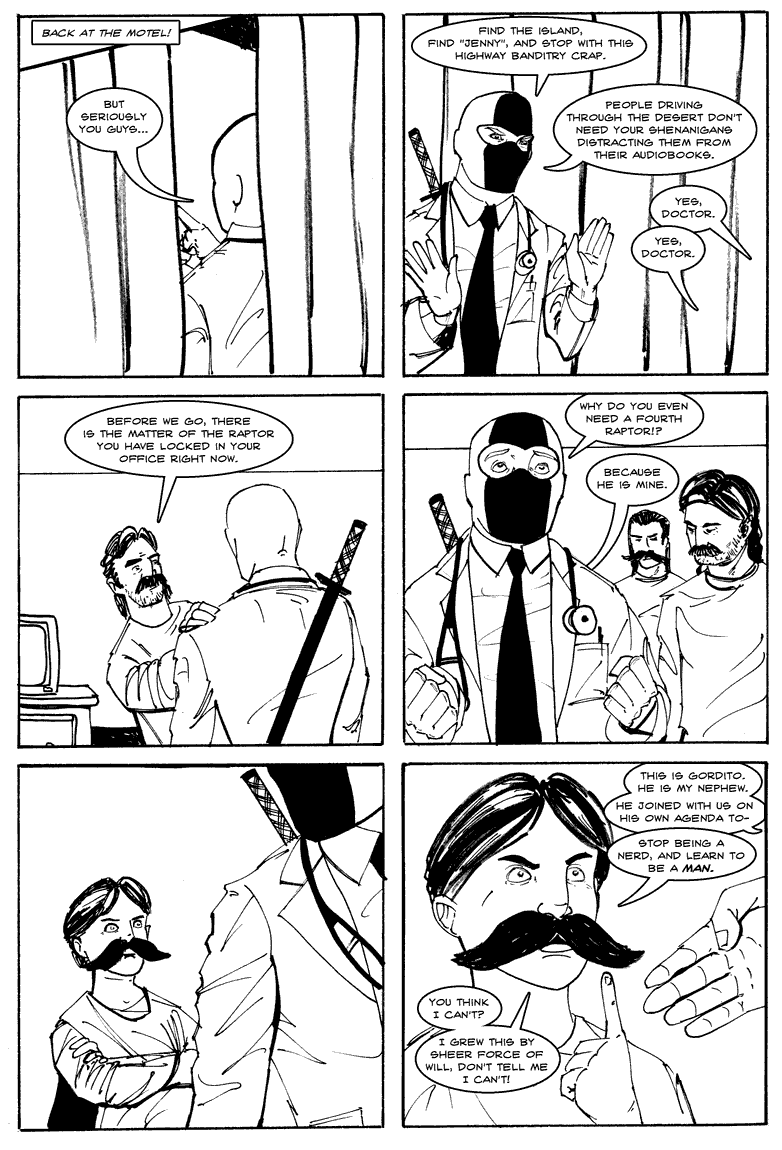 BACK AT THE MOTEL!
BUT
SERIOUSLY
YOU GUYS...
FIND THE ISLAND,
FIND "JENNY", AND STOP WITH THIS
HIGHWAY BANDITRY CRAP.
PEOPLE DRIVING
THROUGH THE DESERT DON'T
NEED YOUR SHENANIGANS
DISTRACTING THEM FROM
THEIR AUDIOBOOKS.
YES,
DOCTOR.
YES,
DOCTOR.
BEFORE WE GO, THERE
IS THE MATTER OF THE RAPTOR
YOU HAVE LOCKED IN YOUR
OFFICE RIGHT NOW.
WHY DO YOU EVEN
NEED A FOURTH
RAPTOR!?
BECAUSE
HE IS MINE.
THIS IS GORDITO.
HE IS MY NEPHEW.
HE JOINED WITH US ON
HIS OWN AGENDA TO-
STOP BEING A
NERD, AND LEARN TO
BE A MAN.
YOU THINK
I CAN'T?
I GREW THIS BY
SHEER FORCE OF
WILL, DON'T TELL ME
I CAN'T!